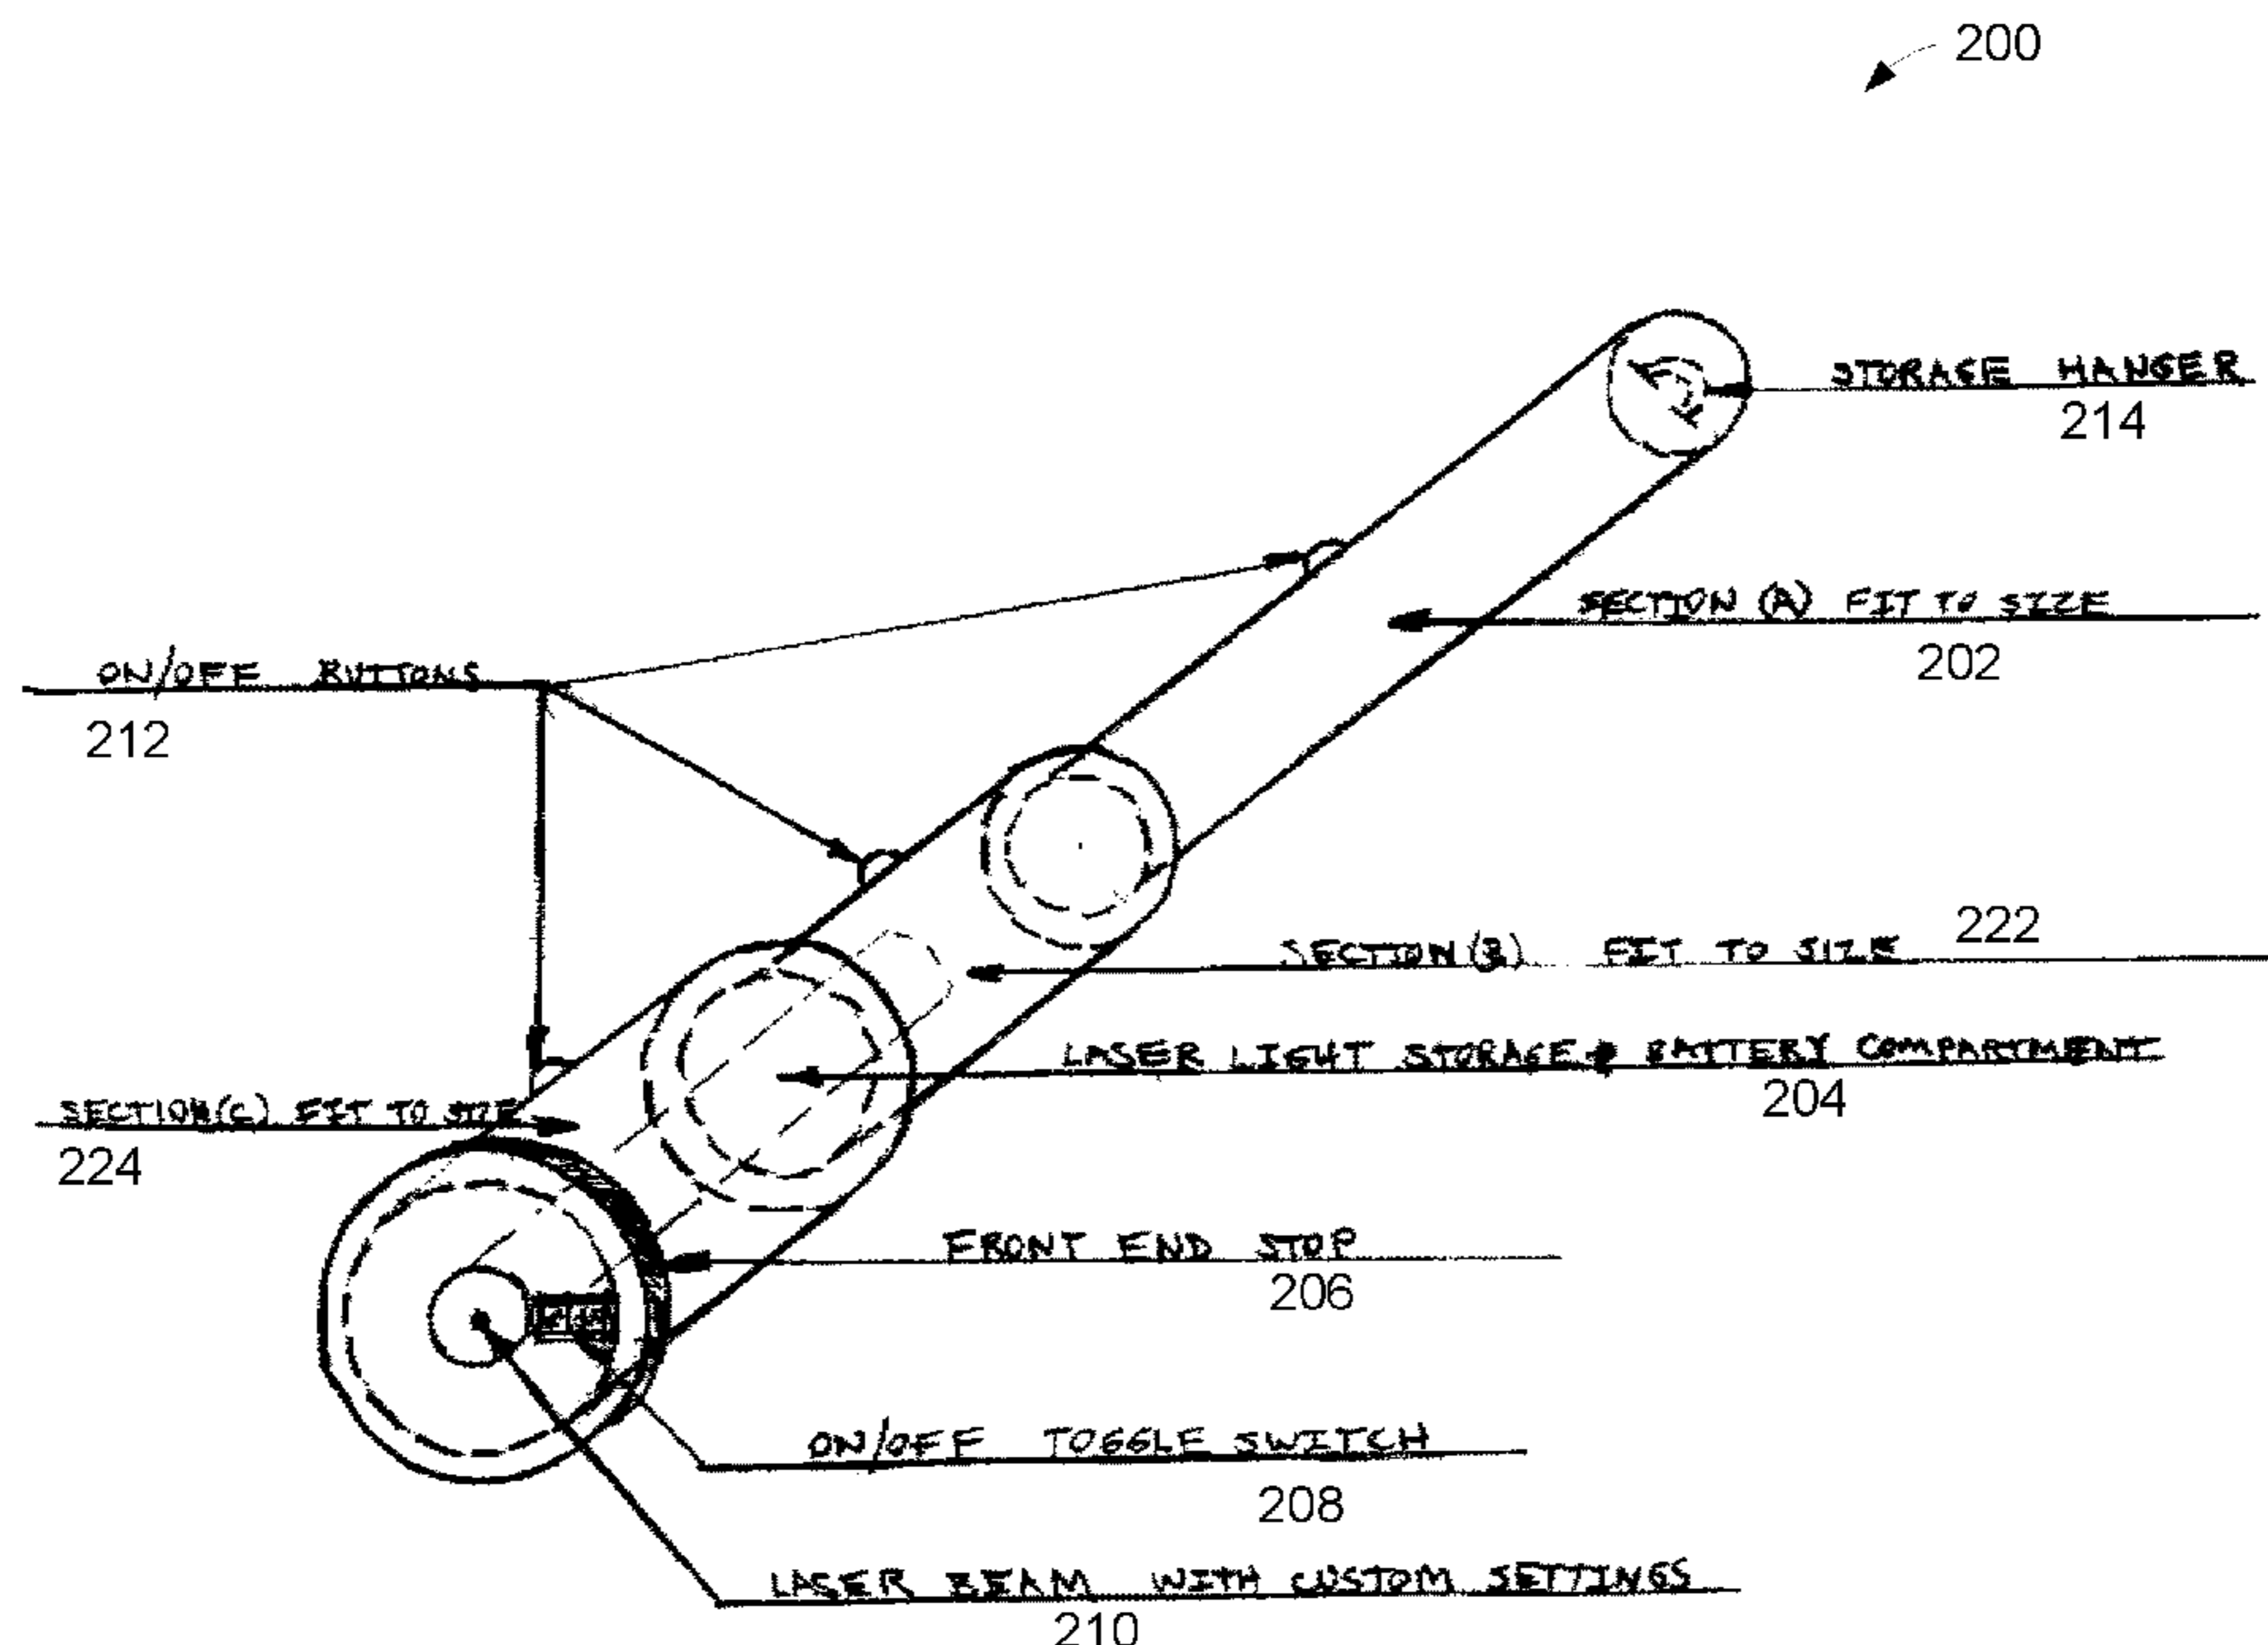 200
STORAGE HANGER
214
SECTION (A) FIT TO SIZE
202
ON/OFF BUTTONS
212
222
SECTION (B) FIT TO SIZE
LASER LIGHT STORAGE & BATTERY COMPARTMENT
204
SECTION (C) FIT TO SIZE
224
FRONT END STOP
206
ON/OFF TOGGLE SWITCH
208
LASER BEAM WITH CUSTOM SETTINGS
210